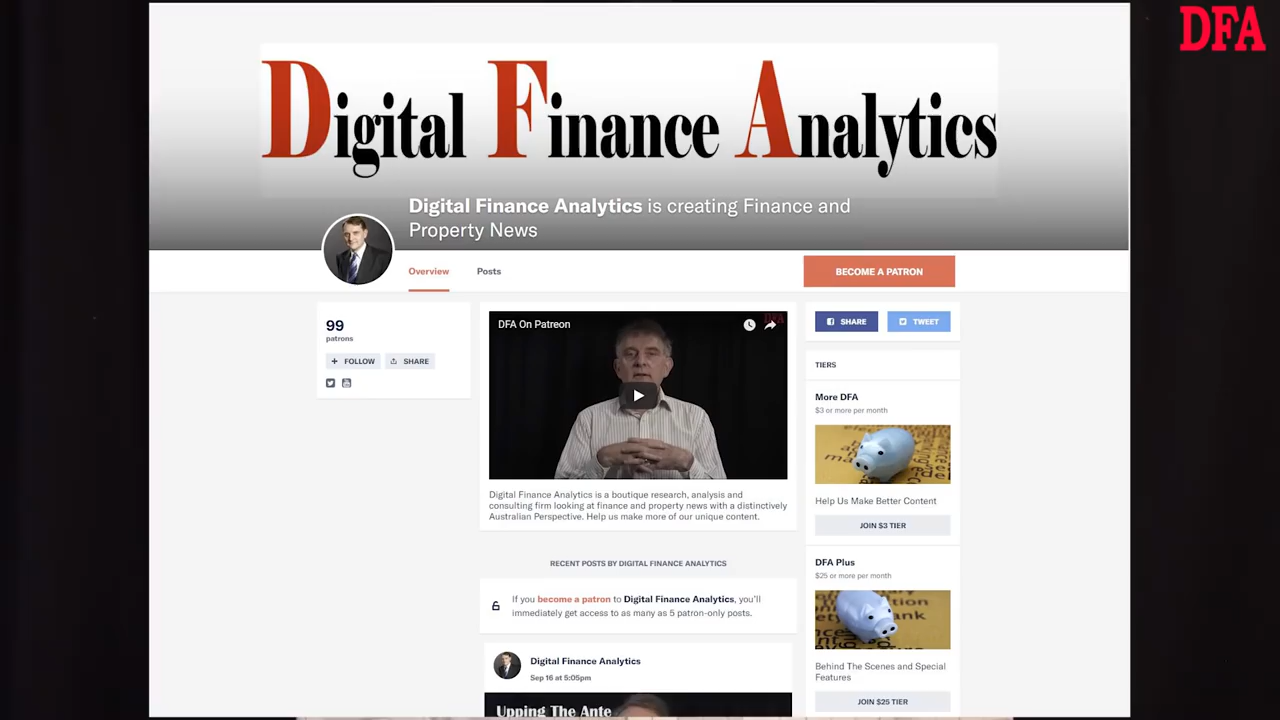 DFA
Digital Finance Analytics
Digital Finance Analytics is creating Finance and
Property News
Overview
Posts
BECOME A PATRON
99
patrons
FOLLOW
SHARE
DFA On Patreon
Digital Finance Analytics is a boutique research, analysis and
consulting firm looking at finance and property news with a distinctively
Australian Perspective. Help us make more of our unique content.
RECENT POSTS BY DIGITAL FINANCE ANALYTICS
If you become a patron to Digital Finance Analytics, you'll
immediately get access to as many as 5 patron-only posts.
Digital Finance Analytics
Sep 16 at 5:05pm
Upping The Ante
SHARE
TWEET
TIERS
More DFA
$3 or more per month
Help Us Make Better Content
JOIN $3 TIER
DFA Plus
$25 or more per month
Behind The Scenes and Special
Features
JOIN $25 TIER